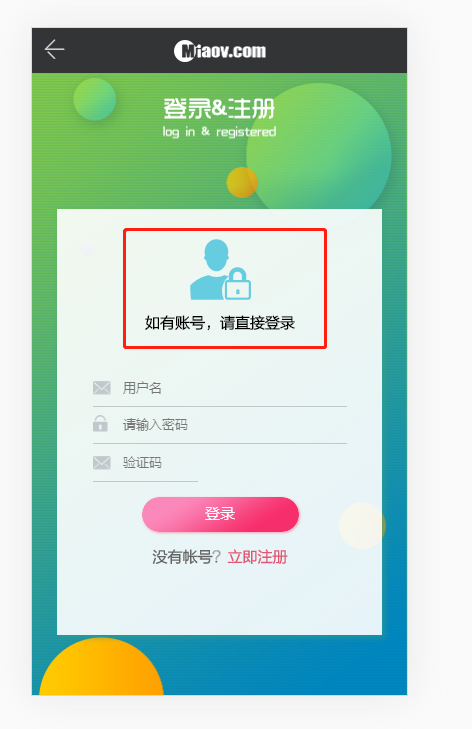 Miaov.com
登录&注册
log in & registered
如有账号，请直接登录
用户名
请输入密码
验证码
登录
没有帐号？立即注册